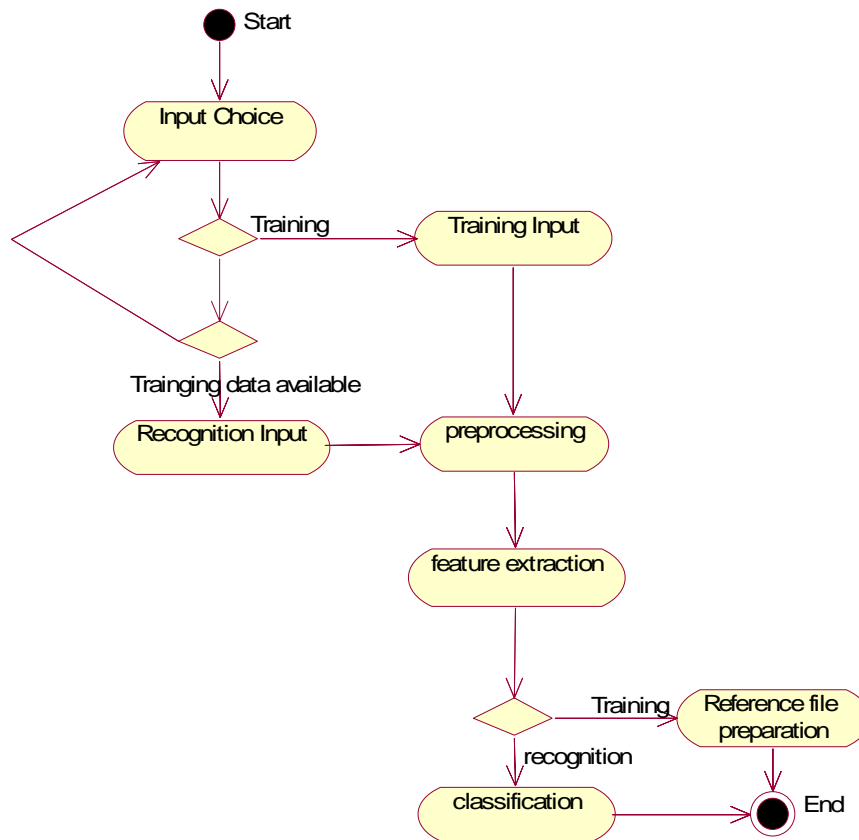 Start
Input Choice
Training
Training Input
Trainging data available
Recognition Input
preprocessing
feature extraction
Training
Reference file
preparation
recognition
classification
End